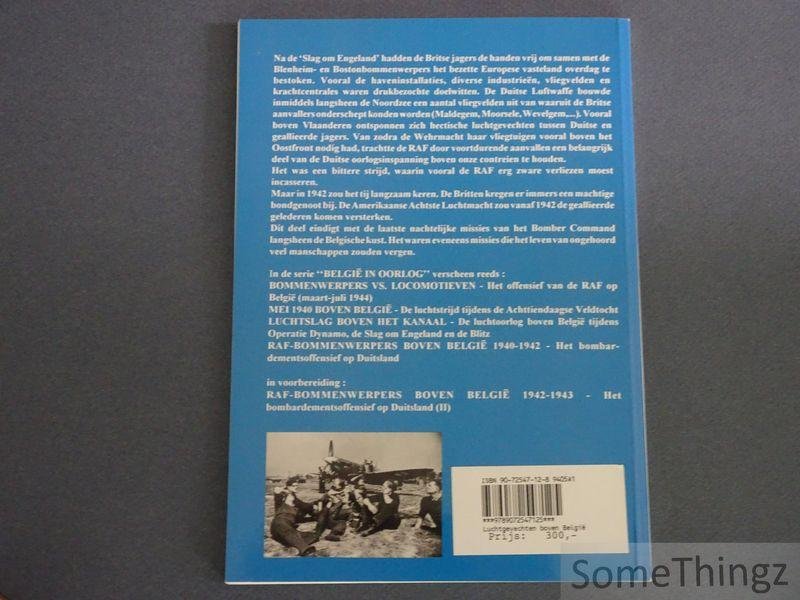 Na de ‘Slag om Engeland’ hadden de Britse jagers de handen vrij om samen met de
Blenheim- en Bostonbommenwerpers het bezette Europese vasteland overdag te
bestoken. Vooral de haveninstallaties, diverse industrieën, vliegvelden en
krachtcentrales waren drukbezochte doelwitten. De Duitse Luftwaffe bouwde
inmiddels langsheen de Noordzee een aantal vliegvelden uit van waaruit de Britse
aanvallers onderschept konden worden (Maldegem, Moorsele, Wevelgem,...). Vooral
boven Vlaanderen ontsponnen zich hectische luchtgevechten tussen Duitse en
geallieerde jagers. Van zodra de Wehrmacht haar vliegtuigen vooral boven het
Oostfront nodig had, trachtte de RAF door voortdurende aanvallen een belangrijk
deel van de Duitse oorlogsinspanning boven onze contreien te houden.
Het was een bittere strijd, waarin vooral de RAF erg zware verliezen moest
incasseren.
Maar in 1942 zou het tij langzaam keren. De Britten kregen er immers een machtige
bondgenoot bij. De Amerikaanse Achtste Luchtmacht zou vanaf 1942 de geallieerde
gelederen komen versterken.
Dit deel eindigt met de laatste nachtelijke missies van het Bomber Command
langsheen de Belgische kust. Het waren eveneens missies die het leven van ongehoord
veel manschappen zouden vergen.
In de serie ‘‘BELGIË IN OORLOG’’ verscheen reeds :
BOMMENWERPERS VS. LOCOMOTIEVEN - Het offensief van de RAF op
België (maart-juli 1944)
MEI 1940 BOVEN BELGIË - De luchtstrijd tijdens de Achttiendaagse Veldtocht
LUCHTSLAG BOVEN HET KANAAL - De luchtoorlog boven België tijdens
Operatie Dynamo, de Slag om Engeland en de Blitz
RAF-BOMMENWERPERS BOVEN BELGIË 1940-1942 - Het bombar-
dementsoffensief op Duitsland
in voorbereiding :
RAF-BOMMENWERPERS BOVEN BELGIË 1942-1943 - Het
bombardementsoffensief op Duitsland (II)
ISBN 90-72547-12-8 9405#1
***9789072547125***
Luchtgevechten boven België
Prijs: 300,-
SomeThingz